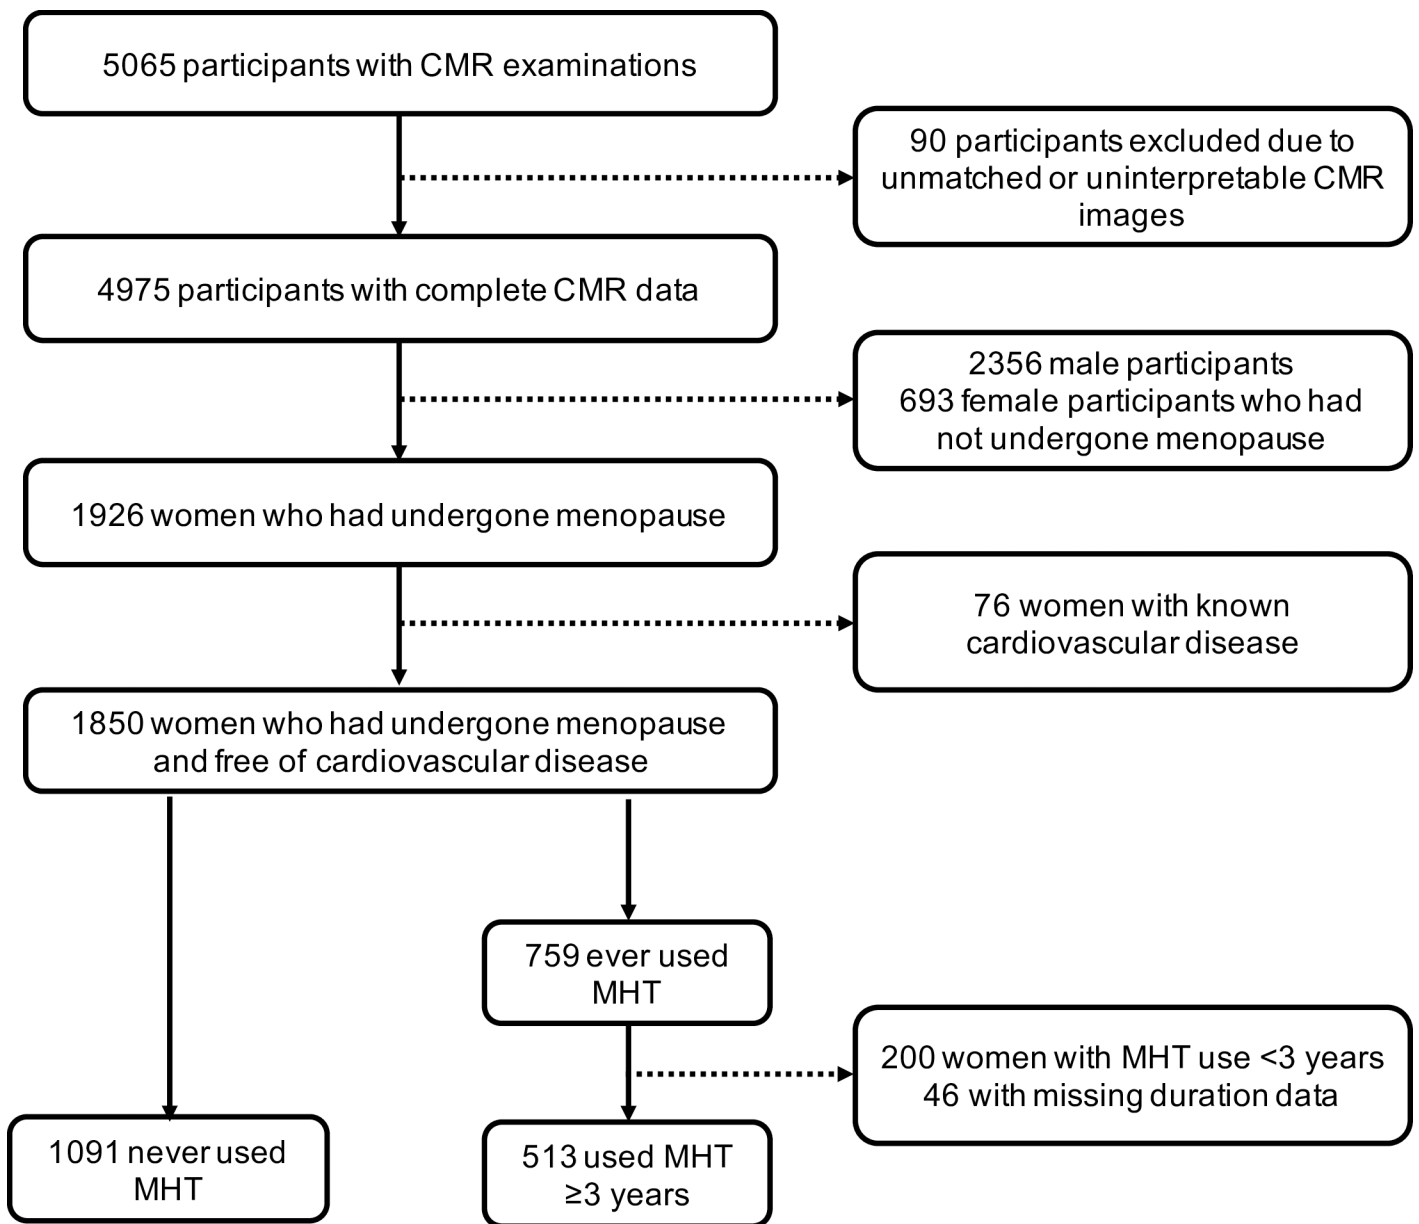 5065 participants with CMR examinations
90 participants excluded due to
unmatched or uninterpretable CMR
images
4975 participants with complete CMR data
2356 male participants
693 female participants who had
not undergone menopause
1926 women who had undergone menopause
76 women with known
cardiovascular disease
1850 women who had undergone menopause
and free of cardiovascular disease
759 ever used
MHT
200 women with MHT use <3 years
46 with missing duration data
1091 never used
MHT
513 used MHT
≥3 years